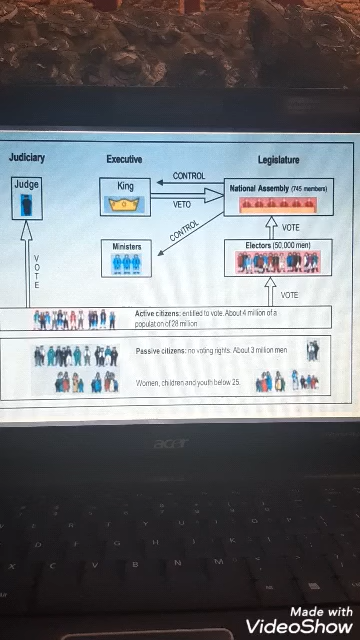 Judiciary
Executive
Legislature
Judge
King
CONTROL
VETO
National Assembly (745 members)
CONTROL
VOTE
Ministers
Electors (50,000 men)
VOTE
VOTE
Active citizens: entitled to vote. About 4 million of a
population of 28 million
Passive citizens: no voting rights. About 3 million men
Women, children and youth below 25.
acer
Made with
VideoShow